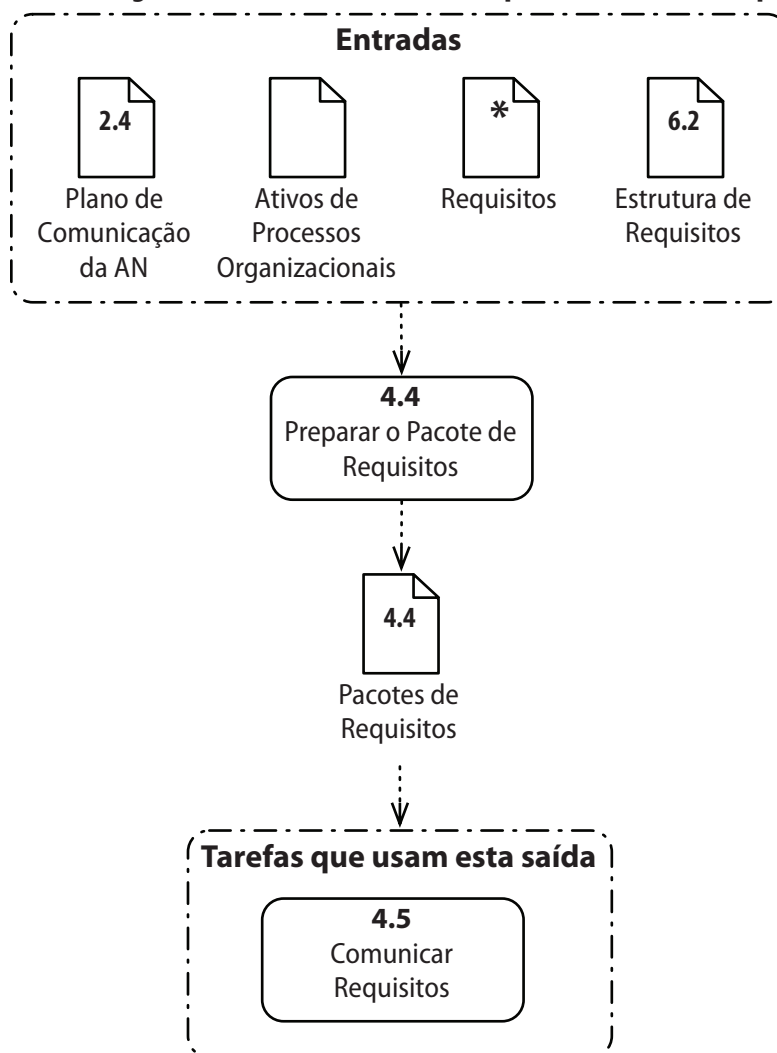 Entradas
2.4
Plano de
Comunicação
da AN
Ativos de
Processos
Organizacionais
*
Requisitos
6.2
Estrutura de
Requisitos
4.4
Preparar o Pacote de
Requisitos
4.4
Pacotes de
Requisitos
Tarefas que usam esta saída
4.5
Comunicar
Requisitos